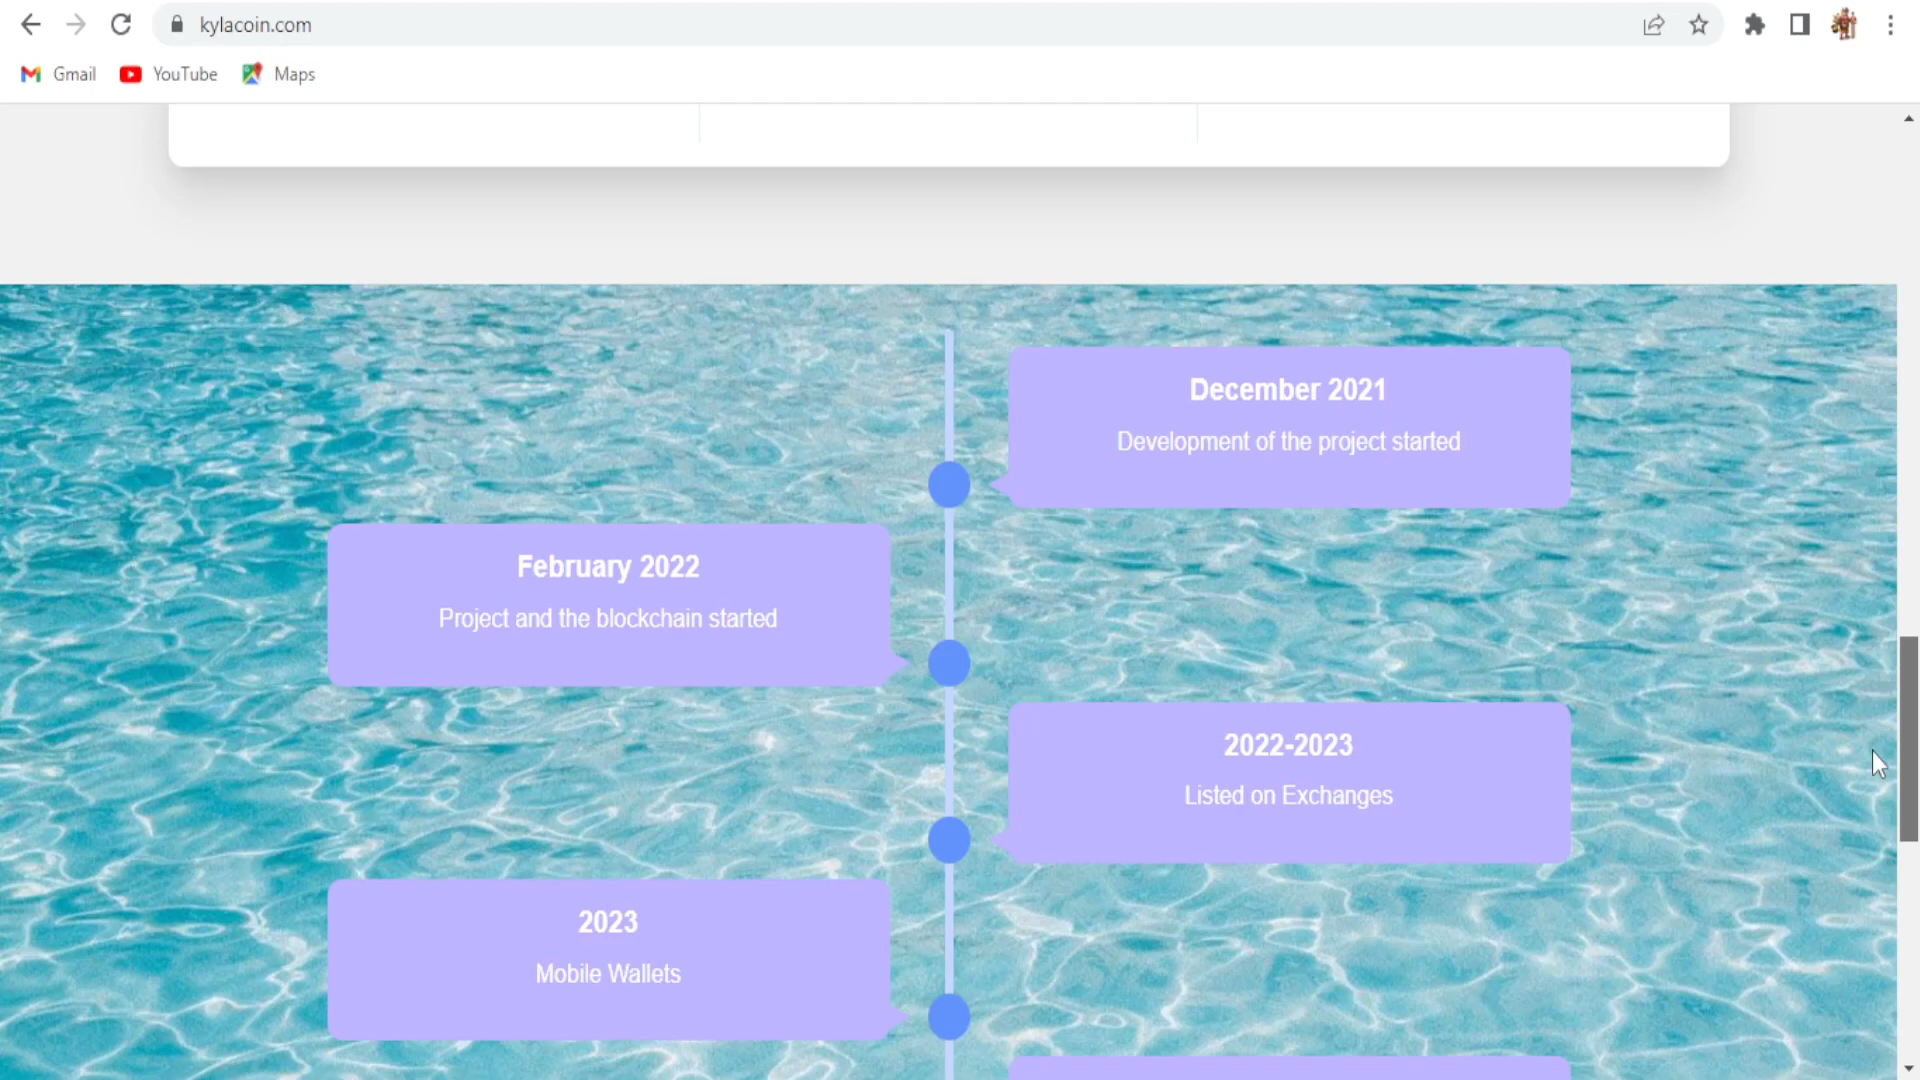 kylacoin.com
Gmail YouTube Maps
December 2021
Development of the project started
February 2022
Project and the blockchain started
2022-2023
Listed on Exchanges
2023
Mobile Wallets